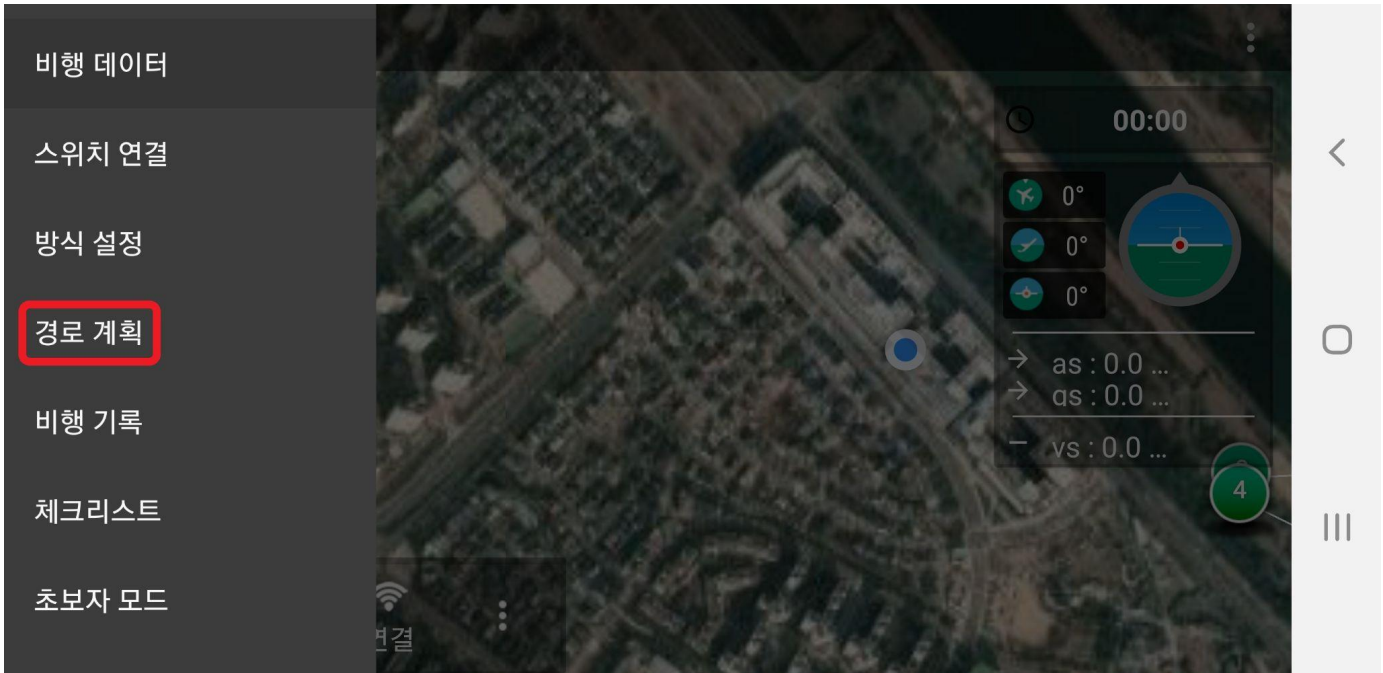 비행 데이터
스위치 연결
방식 설정
경로 계획
비행 기록
체크리스트
초보자 모드
00:00
0°
0°
0°
as : 0.0 ...
gs : 0.0 ...
vs : 0.0 ...
4
연결